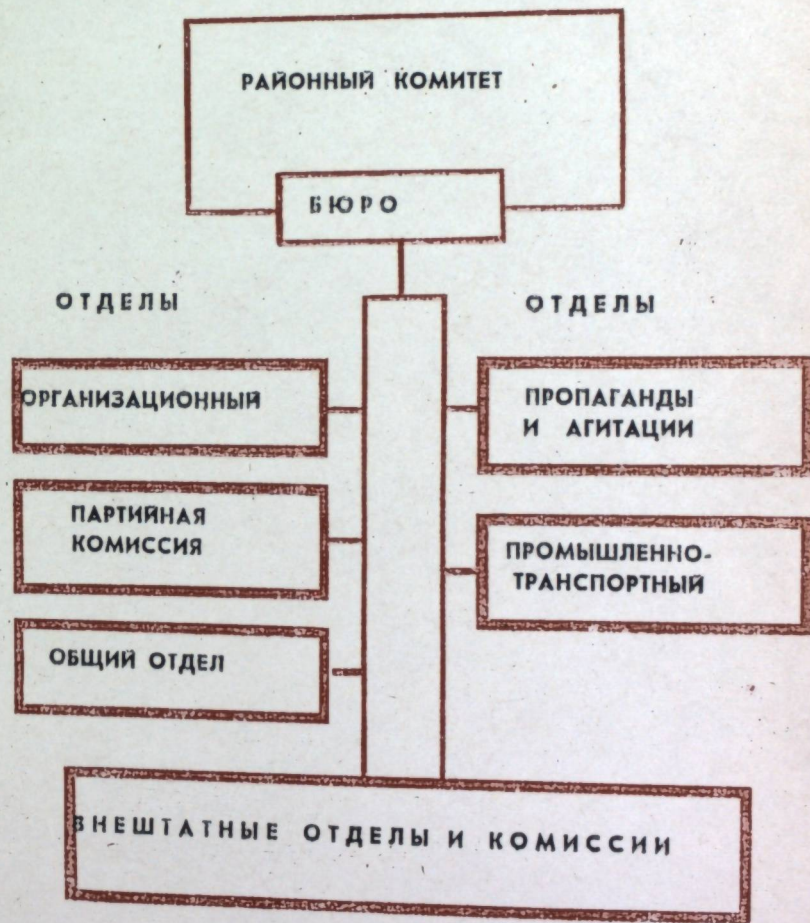 РАЙОННЫЙ КОМИТЕТ
БЮРО
ОТДЕЛЫ
ОРГАНИЗАЦИОННЫЙ
ПАРТИЙНАЯ
КОМИССИЯ
ОБЩИЙ ОТДЕЛ
ОТДЕЛЫ
ПРОПАГАНДЫ
И АГИТАЦИИ
ПРОМЫШЛЕННО-
ТРАНСПОРТНЫЙ
ВНЕШТАТНЫЕ ОТДЕЛЫ И КОМИССИИ